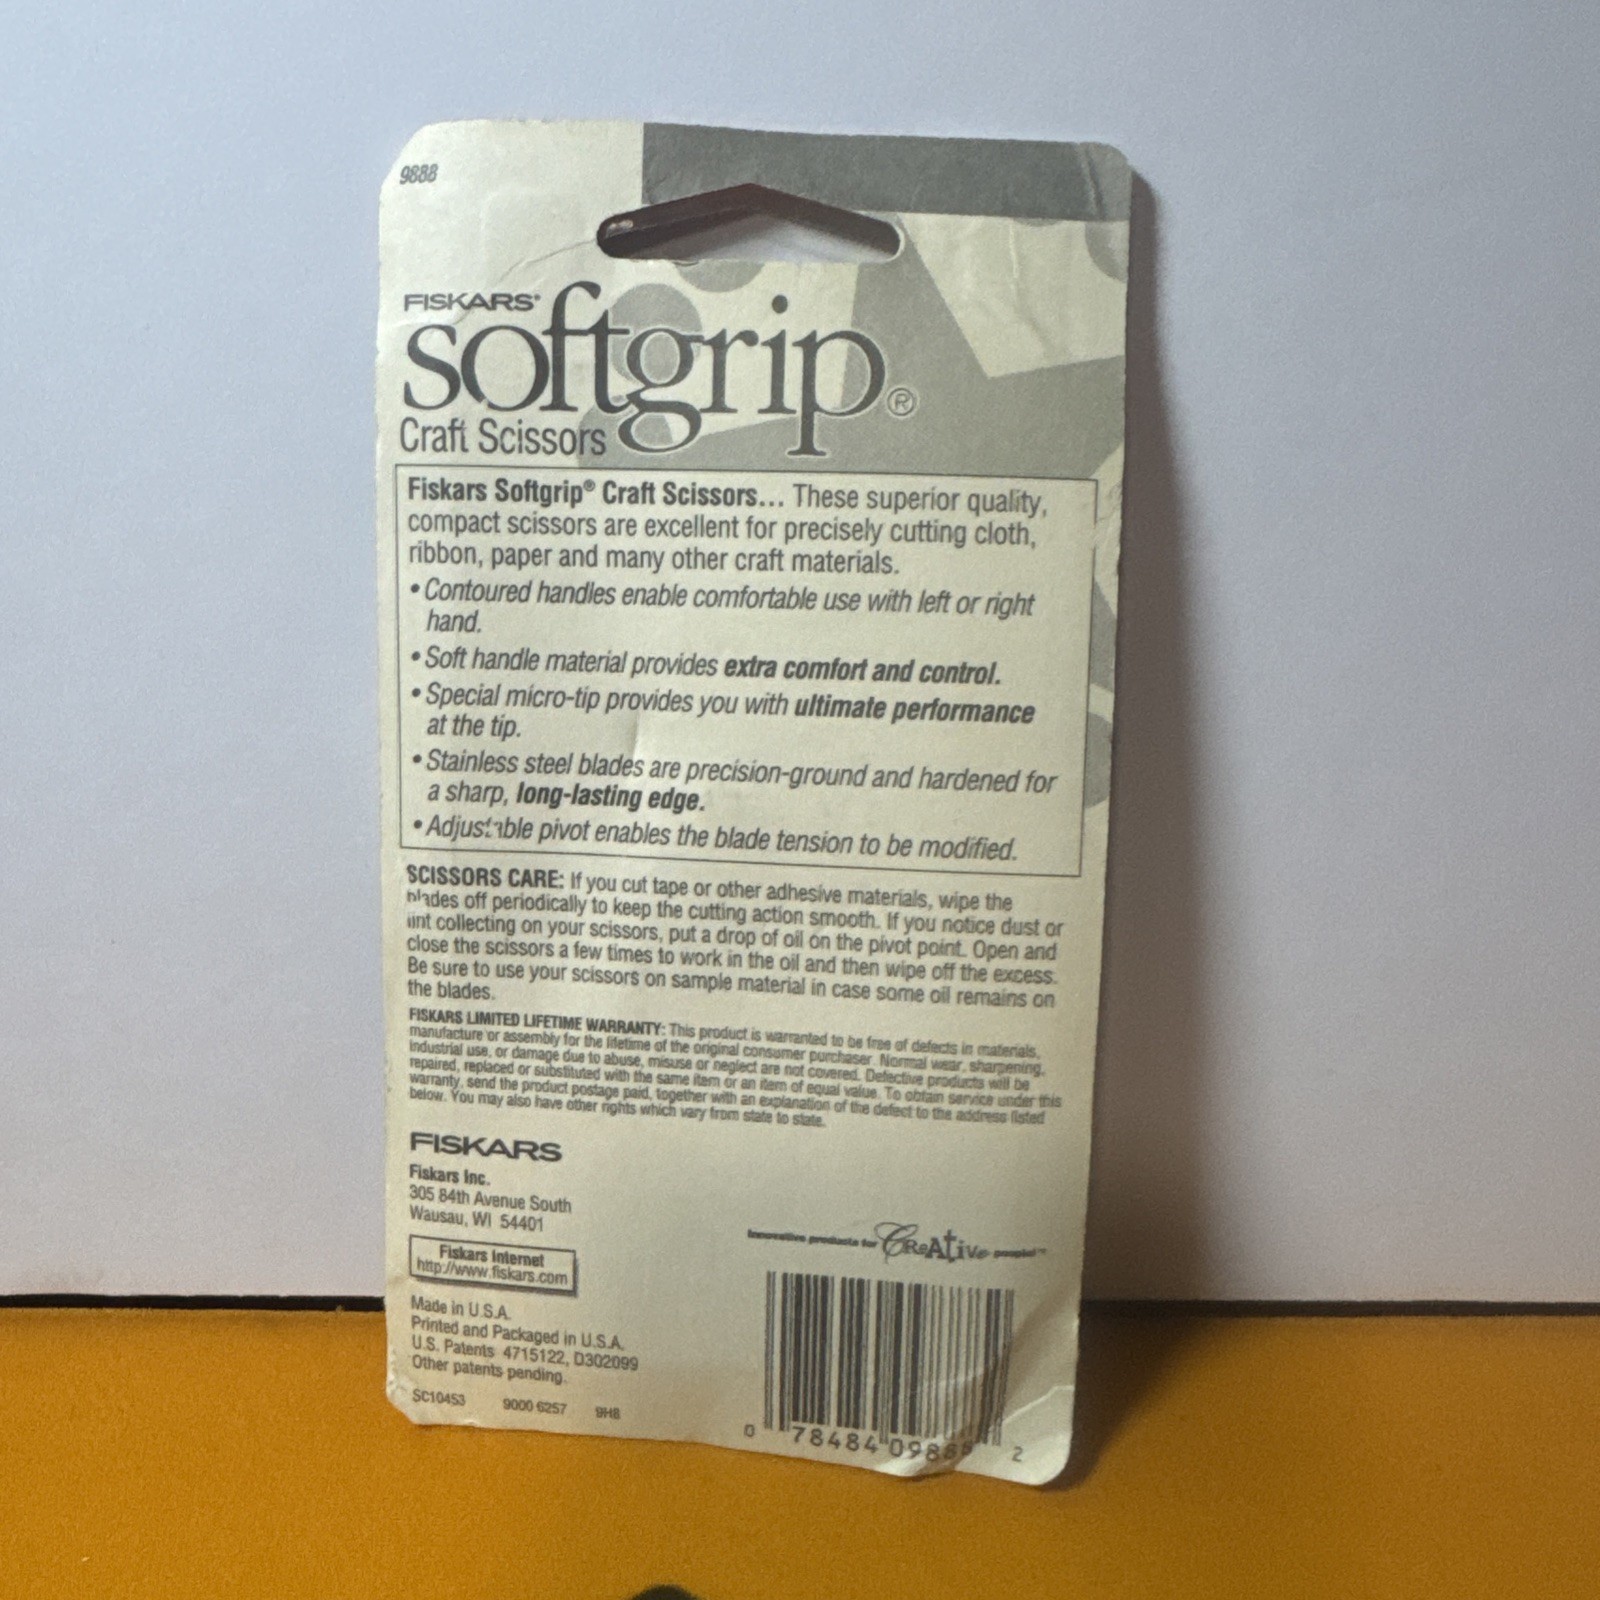 9888
FISKARS®
softgrip®
Craft Scissors
Fiskars Softgrip® Craft Scissors... These superior quality,
compact scissors are excellent for precisely cutting cloth,
ribbon, paper and many other craft materials.
• Contoured handles enable comfortable use with left or right
hand.
• Soft handle material provides extra comfort and control.
• Special micro-tip provides you with ultimate performance
at the tip.
• Stainless steel blades are precision-ground and hardened for
a sharp, long-lasting edge.
• Adjustable pivot enables the blade tension to be modified.
SCISSORS CARE: If you cut tape or other adhesive materials, wipe the
blades off periodically to keep the cutting action smooth. If you notice dust or
lint collecting on your scissors, put a drop of oil on the pivot point. Open and
close the scissors a few times to work in the oil and then wipe off the excess.
Be sure to use your scissors on sample material in case some oil remains on
the blades.
FISKARS LIMITED LIFETIME WARRANTY: This product is warranted to be free of defects in materials,
manufacture or assembly for the lifetime of the original consumer purchaser. Normal wear, sharpening,
industrial use, or damage due to abuse, misuse or neglect are not covered. Defective products will be
repaired, replaced or substituted with the same item or an item of equal value. To obtain service under this
warranty, send the product postage paid, together with an explanation of the defect to the address listed
below. You may also have other rights which vary from state to state.
FISKARS
Fiskars Inc.
305 84th Avenue South
Wausau, WI 54401
Innovative products for CReATive people!™
Fiskars Internet
http://www.fiskars.com
Made in U.S.A.
Printed and Packaged in U.S.A.
U.S. Patents 4715122, D302099
Other patents pending.
SC10453 9000 6257 9H8
0 78484 09888 2